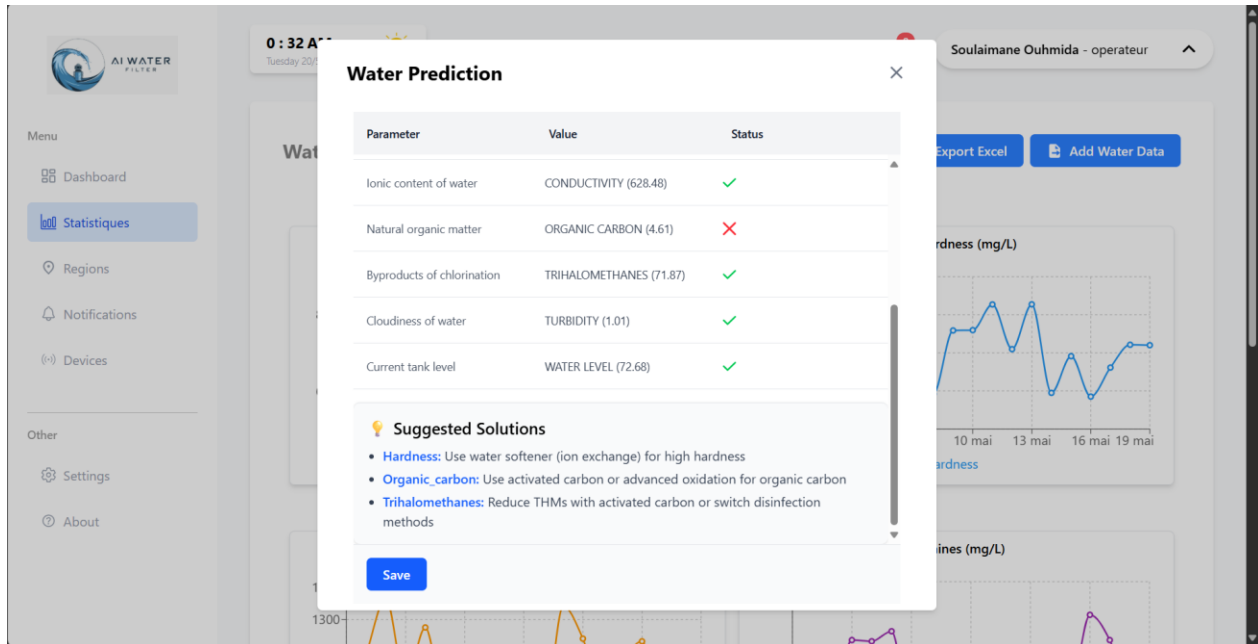 AI WATER
FILTER
Menu
Dashboard
Statistiques
Regions
Notifications
Devices
Other
Settings
About
0 : 32
Tuesday 20/
Soulaimane Ouhmida - operateur
Wat
Export Excel
Add Water Data
Water Prediction
Parameter Value Status
Ionic content of water CONDUCTIVITY (628.48)
Natural organic matter ORGANIC CARBON (4.61)
Byproducts of chlorination TRIHALOMETHANES (71.87)
Cloudiness of water TURBIDITY (1.01)
Current tank level WATER LEVEL (72.68)
Suggested Solutions
• Hardness: Use water softener (ion exchange) for high hardness
• Organic_carbon: Use activated carbon or advanced oxidation for organic carbon
• Trihalomethanes: Reduce THMs with activated carbon or switch disinfection
methods
Save
rdness (mg/L)
10 mai 13 mai 16 mai 19 mai
ardness
ines (mg/L)
1300